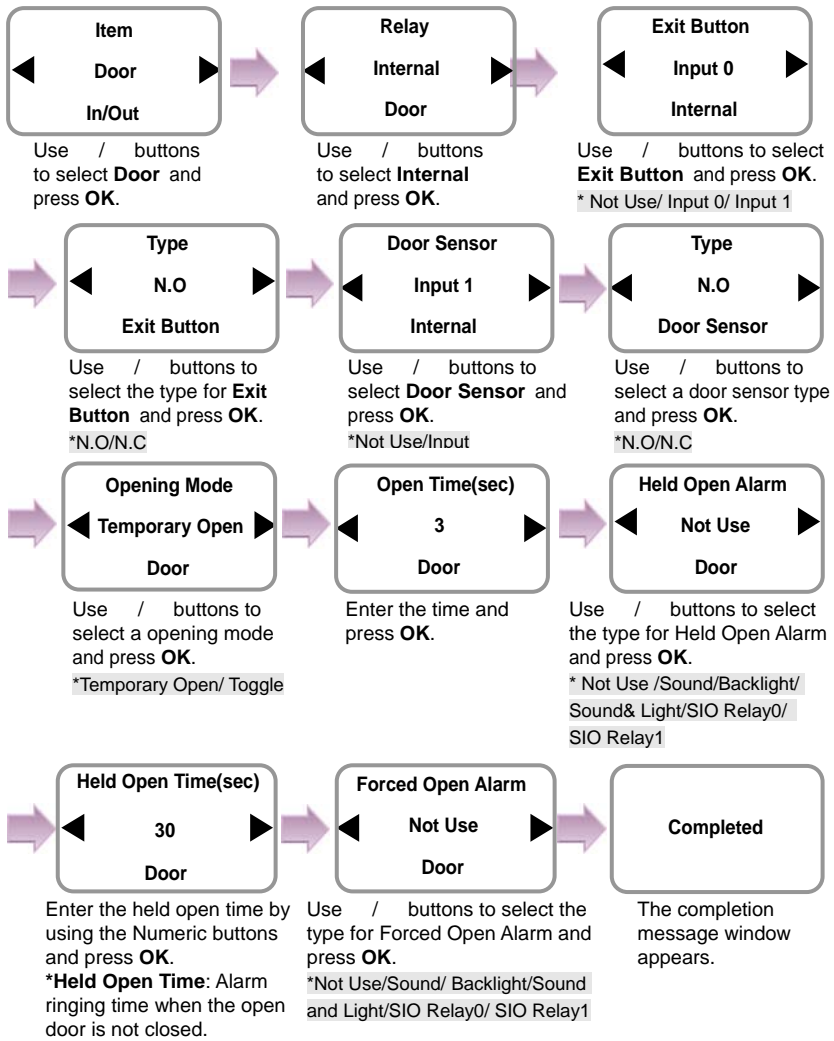 Item
Door
In/Out
Use / buttons
to select Door and
press OK.
Relay
Internal
Door
Use / buttons
to select Internal
and press OK.
Exit Button
Input 0
Internal
Use / buttons to select
Exit Button and press OK.
* Not Use/ Input 0/ Input 1
Type
N.O
Exit Button
Use / buttons to
select the type for Exit
Button and press OK.
*N.O/N.C
Door Sensor
Input 1
Internal
Use / buttons to
select Door Sensor and
press OK.
*Not Use/Input
Type
N.O
Door Sensor
Use / buttons to
select a door sensor type
and press OK.
*N.O/N.C
Opening Mode
Temporary Open
Door
Use / buttons to
select a opening mode
and press OK.
*Temporary Open/ Toggle
Open Time(sec)
3
Door
Enter the time and
press OK.
Held Open Alarm
Not Use
Door
Use / buttons to select
the type for Held Open Alarm
and press OK.
* Not Use /Sound/Backlight/
Sound& Light/SIO Relay0/
SIO Relay1
Held Open Time(sec)
30
Door
Enter the held open time by
using the Numeric buttons
and press OK.
*Held Open Time: Alarm
ringing time when the open
door is not closed.
Forced Open Alarm
Not Use
Door
Use / buttons to select the
type for Forced Open Alarm and
press OK.
*Not Use/Sound/ Backlight/Sound
and Light/SIO Relay0/ SIO Relay1
Completed
The completion
message window
appears.